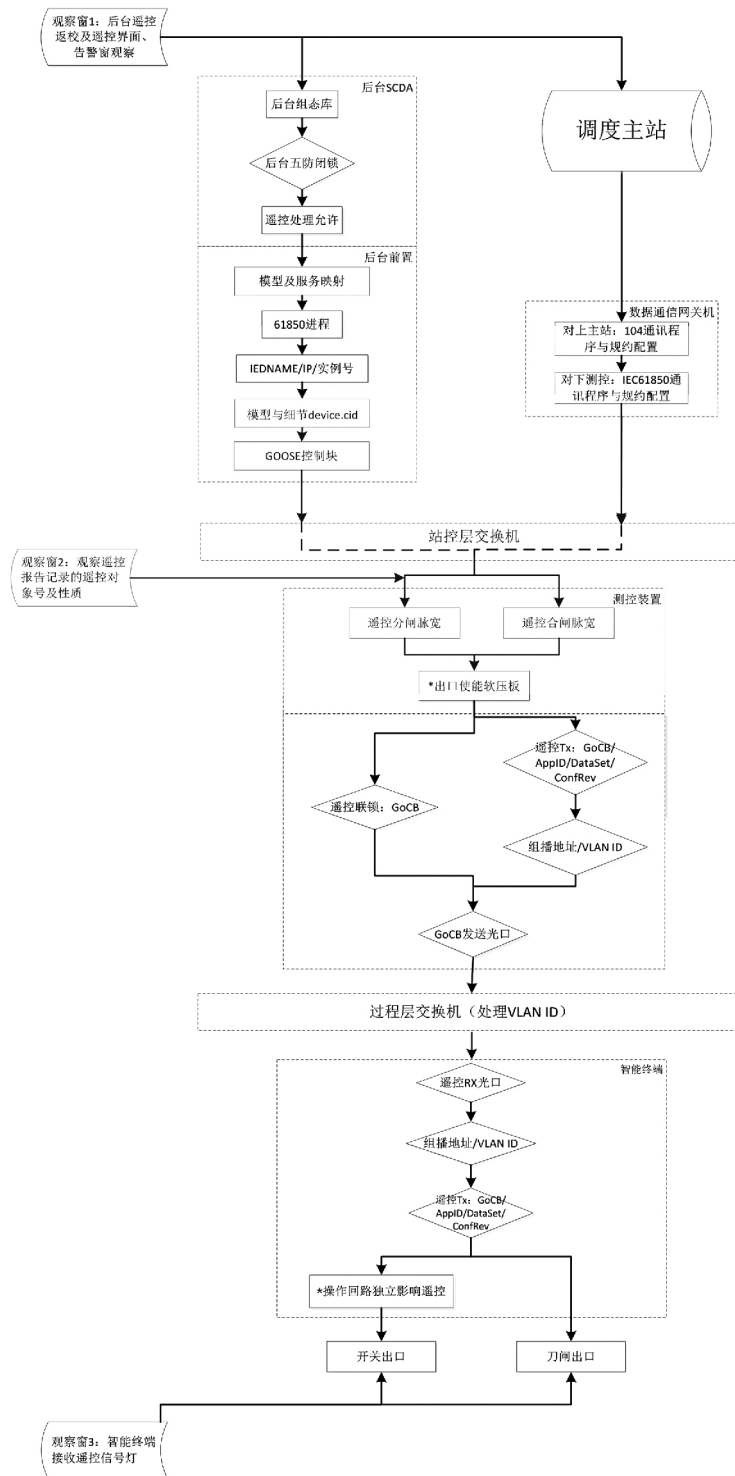 观察窗1：后台遥控
返校及遥控界面、
告警窗观察
后台SCDA
后台组态库
后台五防闭锁
遥控处理允许
调度主站
后台前置
模型及服务映射
61850进程
IEDNAME/IP/实例号
模型与细节device.cid
GOOSE控制块
数据通信网关机
对上主站：104通讯程
序与规约配置
对下测控：IEC61850通
讯程序与规约配置
站控层交换机
观察窗2：观察遥控
报告记录的遥控对
象号及性质
测控装置
遥控分闸脉宽
遥控合闸脉宽
*出口使能软压板
遥控联锁：GoCB
遥控Tx：GoCB/
AppID/DataSet/
ConfRev
组播地址/VLAN ID
GoCB发送光口
过程层交换机（处理VLAN ID）
智能终端
遥控RX光口
组播地址/VLAN ID
遥控Tx：GoCB/
AppID/DataSet/
ConfRev
*操作回路独立影响遥控
开关出口
刀闸出口
观察窗3：智能终端
接收遥控信号灯